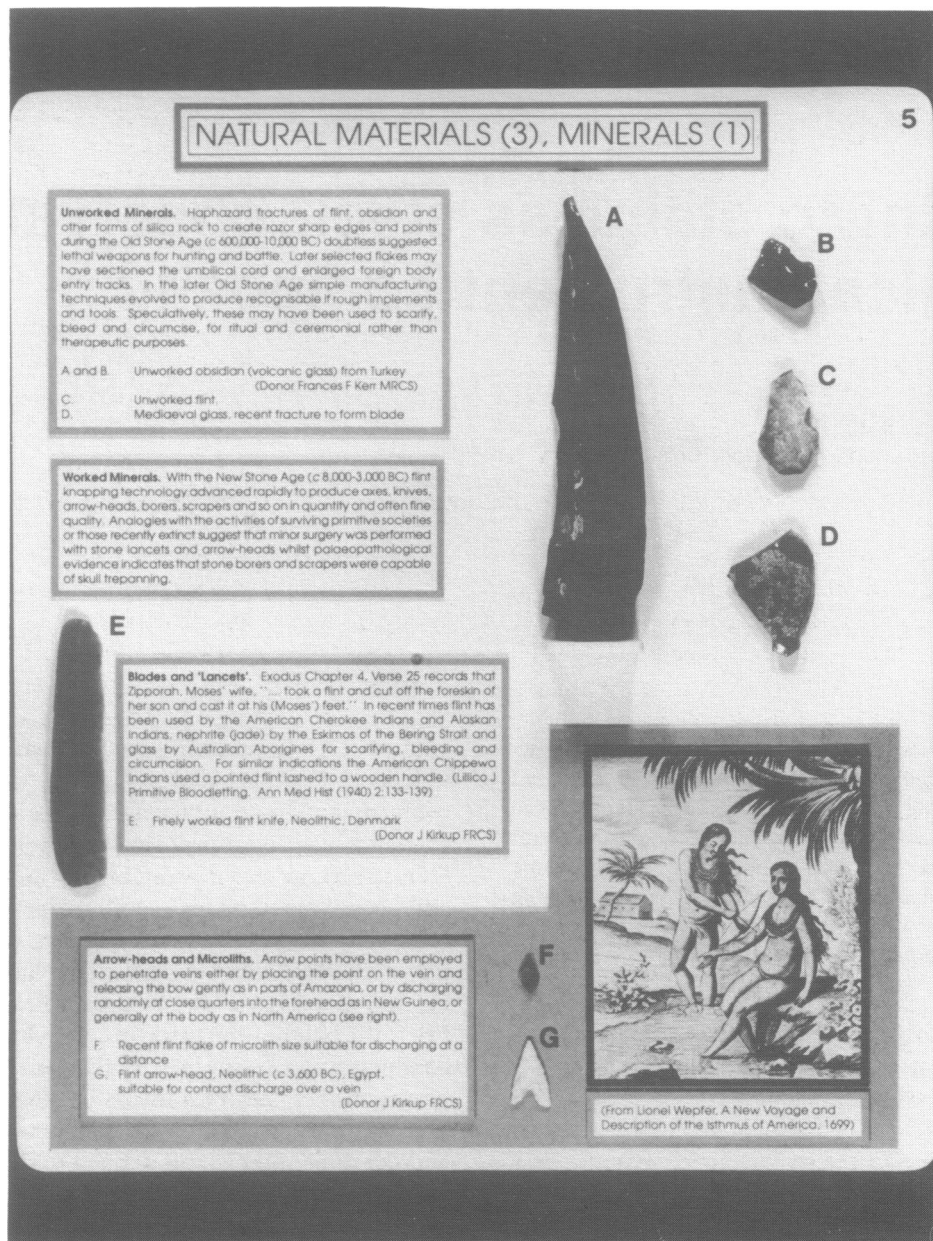 5
NATURAL MATERIALS (3), MINERALS (1)
Unworked Minerals. Haphazard fractures of flint, obsidian and
other forms of silica rock to create razor sharp edges and points
during the Old Stone Age (c 600,000-10,000 BC) doubtless suggested
lethal weapons for hunting and battle. Later selected flakes may
have sectioned the umbilical cord and enlarged foreign body
entry tracks. In the later Old Stone Age simple manufacturing
techniques evolved to produce recognisable if rough implements
and tools. Speculatively, these may have been used to scarify,
bleed and circumcise, for ritual and ceremonial rather than
therapeutic purposes.
A and B. Unworked obsidian (volcanic glass) from Turkey
(Donor Frances F Kerr MRCS)
C. Unworked flint.
D. Mediaeval glass, recent fracture to form blade
Worked Minerals. With the New Stone Age (c 8,000-3,000 BC) flint
knapping technology advanced rapidly to produce axes, knives,
arrow-heads, borers, scrapers and so on in quantity and often fine
quality. Analogies with the activities of surviving primitive societies
or those recently extinct suggest that minor surgery was performed
with stone lancets and arrow-heads whilst palaeopathological
evidence indicates that stone borers and scrapers were capable
of skull trepanning.
A
B
C
D
E
Blades and 'Lancets'. Exodus Chapter 4, Verse 25 records that
Zipporah, Moses' wife, ".... took a flint and cut off the foreskin of
her son and cast it at his (Moses') feet." In recent times flint has
been used by the American Cherokee Indians and Alaskan
Indians, nephrite (jade) by the Eskimos of the Bering Strait and
glass by Australian Aborigines for scarifying, bleeding and
circumcision. For similar indications the American Chippewa
Indians used a pointed flint lashed to a wooden handle. (Lillico J
Primitive Bloodletting. Ann Med Hist (1940) 2:133-139)
E. Finely worked flint knife, Neolithic, Denmark
(Donor J Kirkup FRCS)
Arrow-heads and Microliths. Arrow points have been employed
to penetrate veins either by placing the point on the vein and
releasing the bow gently as in parts of Amazonia, or by discharging
randomly at close quarters into the forehead as in New Guinea, or
generally at the body as in North America (see right).
F. Recent flint flake of microlith size suitable for discharging at a
distance
G. Flint arrow-head, Neolithic (c 3,600 BC), Egypt,
suitable for contact discharge over a vein
(Donor J Kirkup FRCS)
F
G
(From Lionel Wepfer, A New Voyage and
Description of the Isthmus of America, 1699)